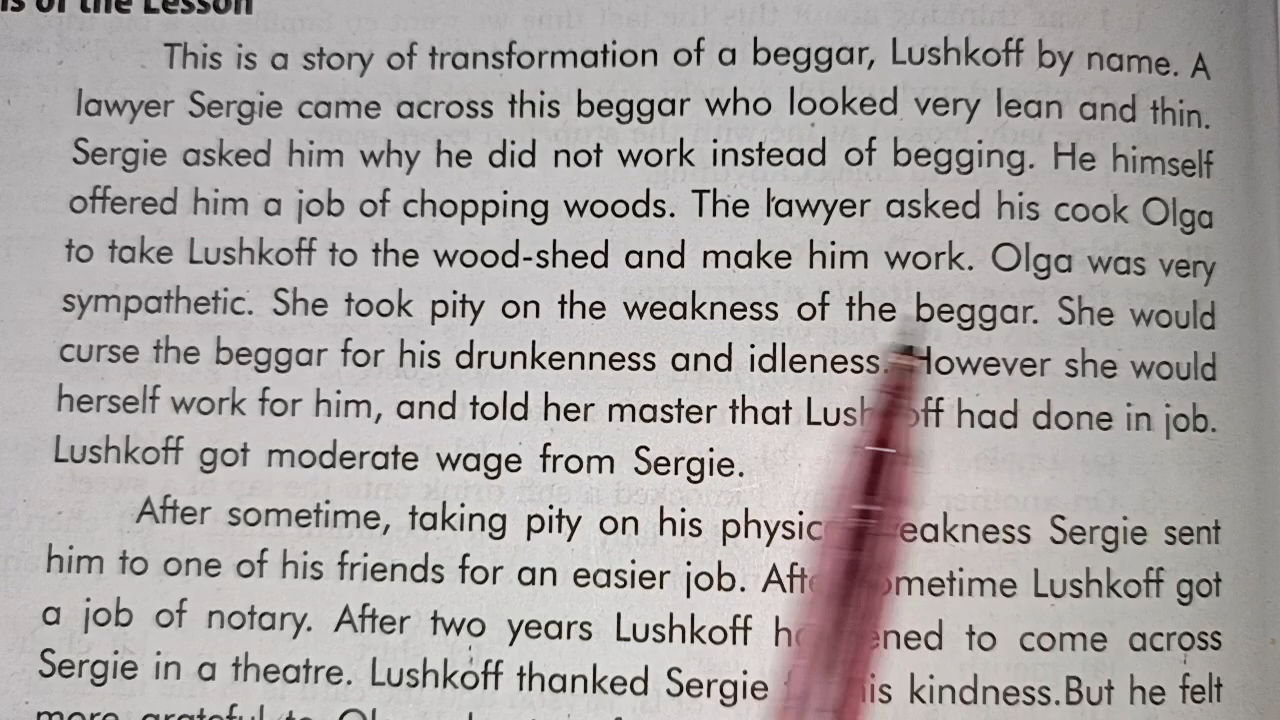 is of the Lesson
This is a story of transformation of a beggar, Lushkoff by name. A
lawyer Sergie came across this beggar who looked very lean and thin.
Sergie asked him why he did not work instead of begging. He himself
offered him a job of chopping woods. The lawyer asked his cook Olga
to take Lushkoff to the wood-shed and make him work. Olga was very
sympathetic. She took pity on the weakness of the beggar. She would
curse the beggar for his drunkenness and idleness. However she would
herself work for him, and told her master that Lushkoff had done in job.
Lushkoff got moderate wage from Sergie.
After sometime, taking pity on his physical weakness Sergie sent
him to one of his friends for an easier job. After sometime Lushkoff got
a job of notary. After two years Lushkoff happened to come across
Sergie in a theatre. Lushkoff thanked Sergie for his kindness.But he felt
more grateful to